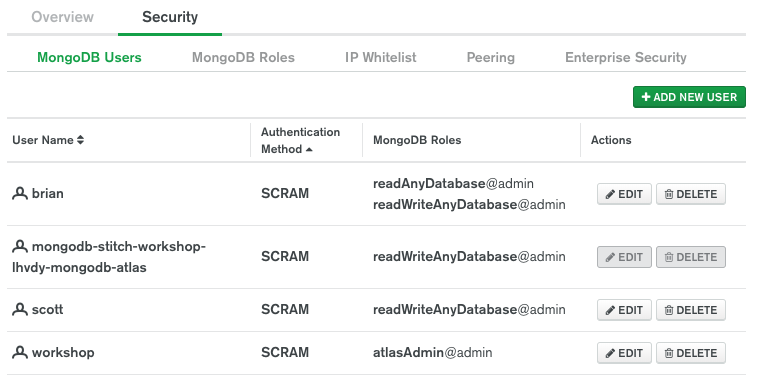 Overview Security
MongoDB Users MongoDB Roles IP Whitelist Peering Enterprise Security
+ ADD NEW USER
User Name Authentication Method MongoDB Roles Actions
brian SCRAM readAnyDatabase@admin readWriteAnyDatabase@admin EDIT DELETE
mongodb-stitch-workshop-lhvdy-mongodb-atlas SCRAM readWriteAnyDatabase@admin EDIT DELETE
scott SCRAM readWriteAnyDatabase@admin EDIT DELETE
workshop SCRAM atlasAdmin@admin EDIT DELETE